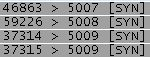 46863 > 5007 [SYN]
59226 > 5008 [SYN]
37314 > 5009 [SYN]
37315 > 5009 [SYN]